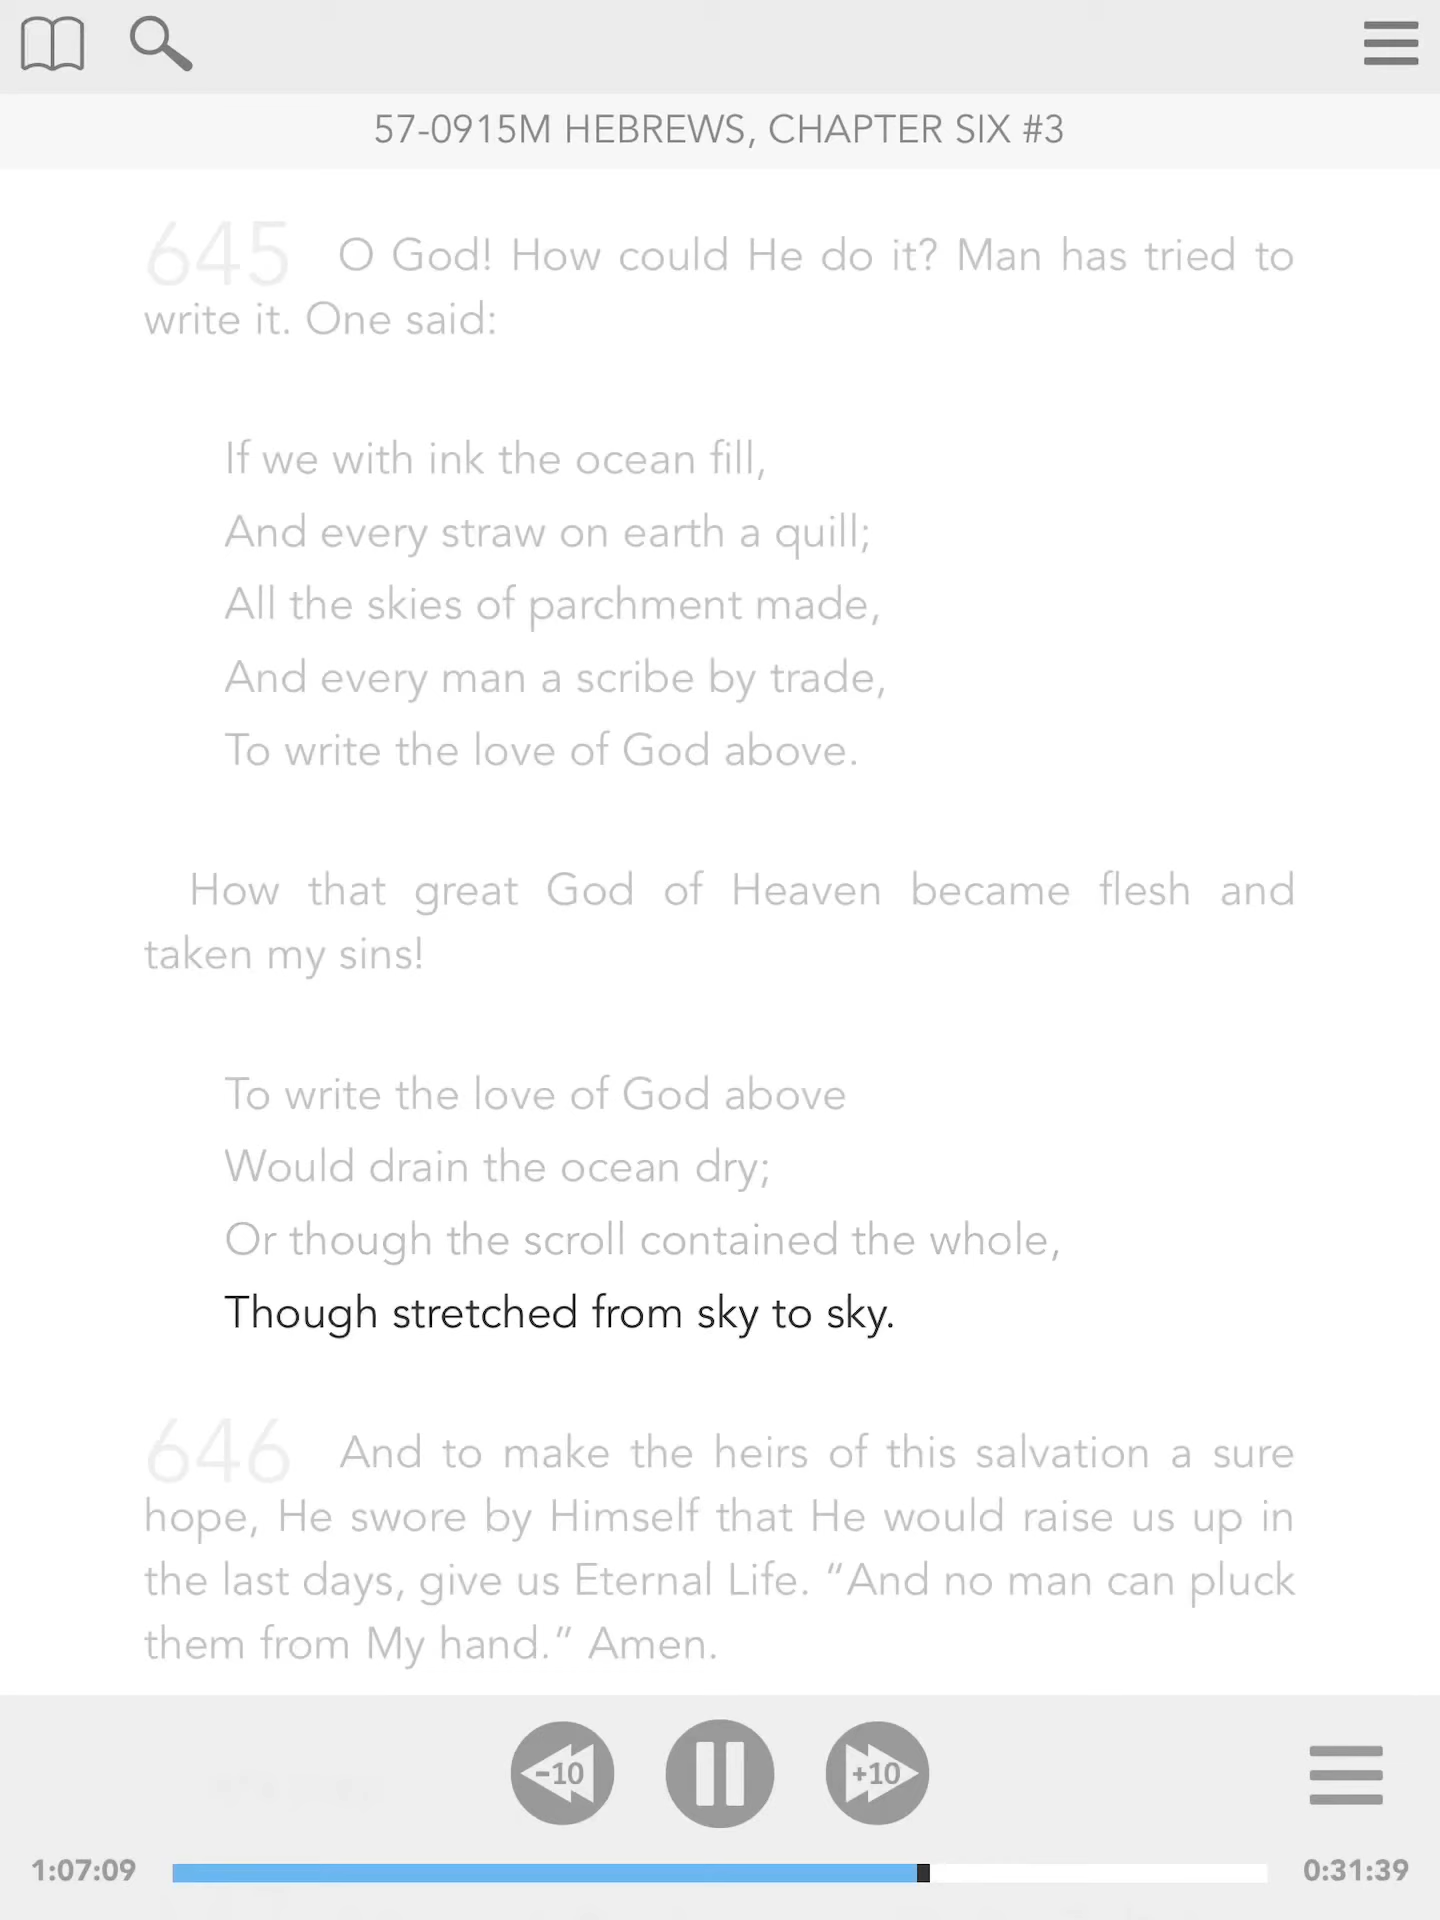 57-0915M HEBREWS, CHAPTER SIX #3
645 O God! How could He do it? Man has tried to
write it. One said:
If we with ink the ocean fill,
And every straw on earth a quill;
All the skies of parchment made,
And every man a scribe by trade,
To write the love of God above.
How that great God of Heaven became flesh and
taken my sins!
To write the love of God above
Would drain the ocean dry;
Or though the scroll contained the whole,
Though stretched from sky to sky.
646 And to make the heirs of this salvation a sure
hope, He swore by Himself that He would raise us up in
the last days, give us Eternal Life. “And no man can pluck
them from My hand.” Amen.
-10 +10
1:07:09 0:31:39